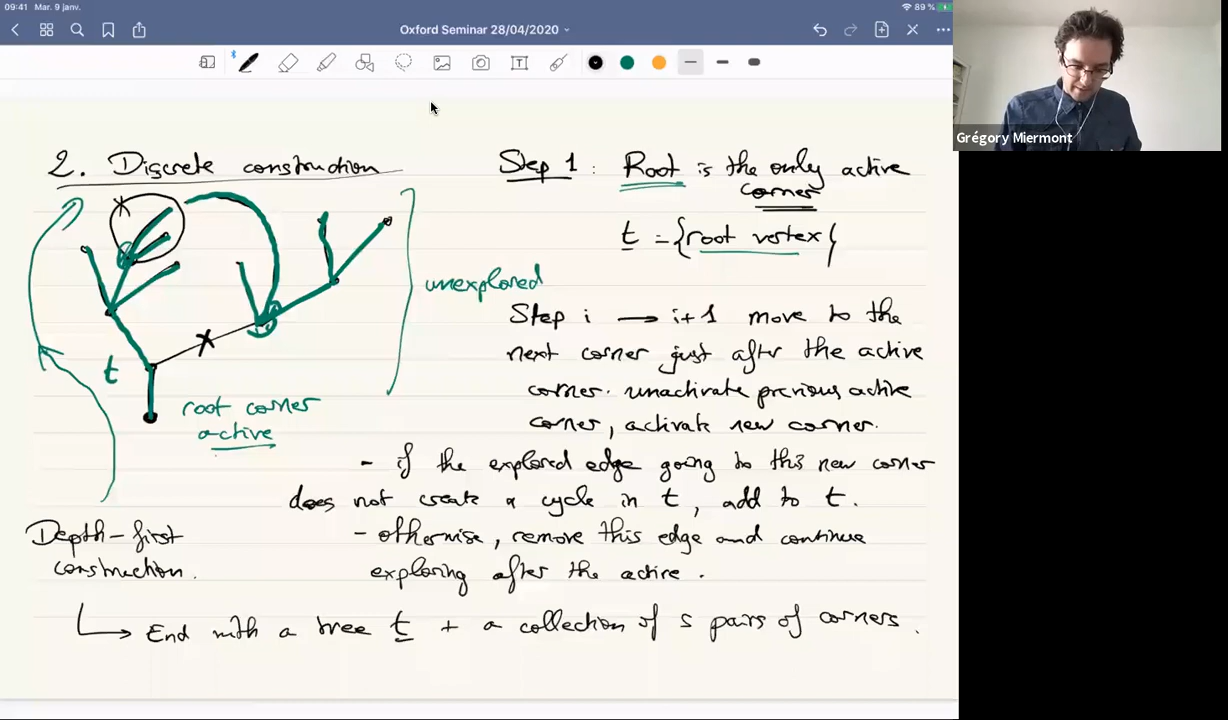 09:41 Mar. 9 janv.
89 %
Oxford Seminar 28/04/2020
Grégory Miermont
2. Discrete construction
t
root corner
active
unexplored
Depth-first
construction.
Step 1 : Root is the only active
corner
t = {root vertex}
Step i → i+1 move to the
next corner just after the active
corner. unactivate previous active
corner, activate new corner.
- if the explored edge going to this new corner
does not create a cycle in t, add to t.
- otherwise, remove this edge and continue
exploring after the active.
End with a tree t + a collection of s pairs of corners.